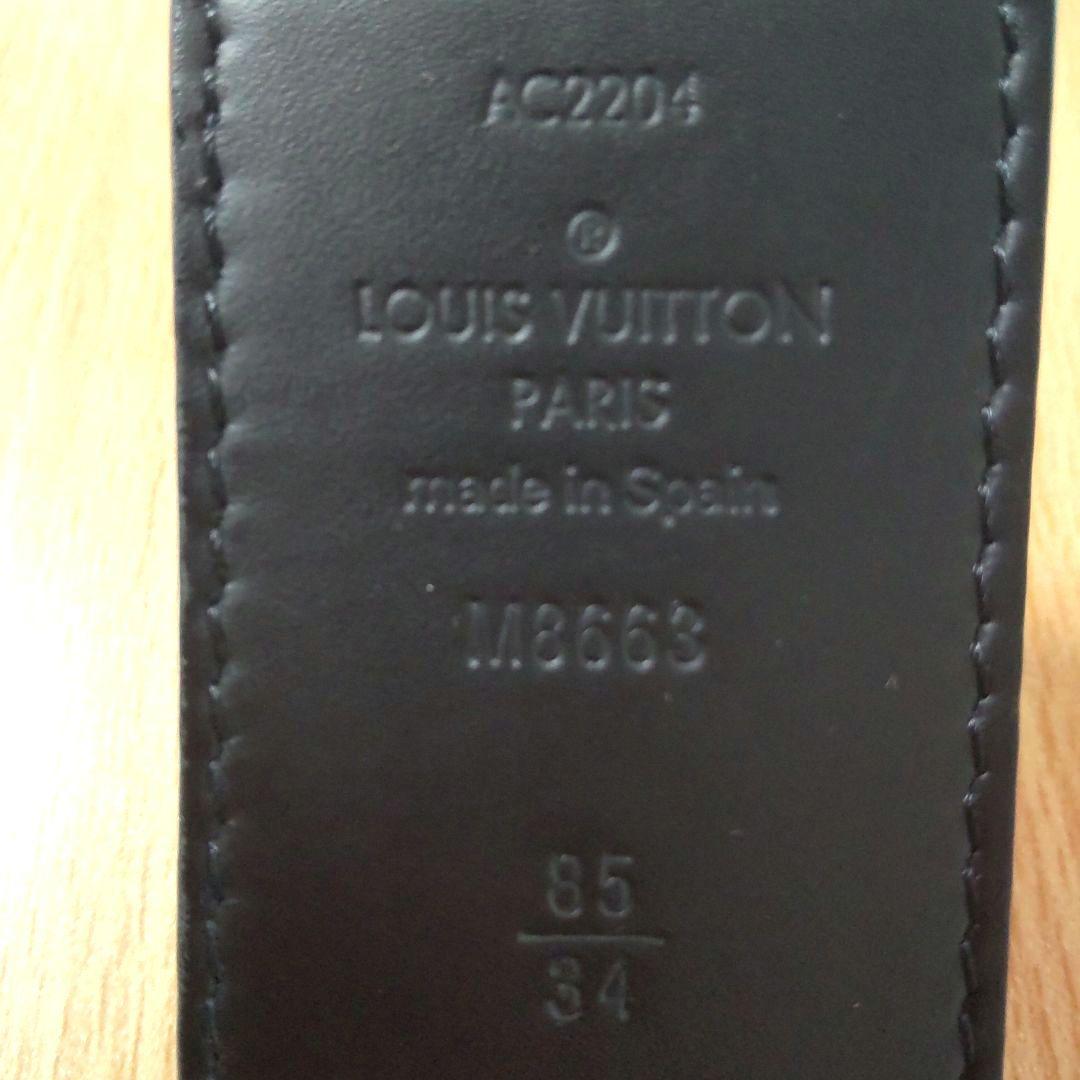 AC2204
®
LOUIS VUITTON
PARIS
made in Spain
M8663
85
34